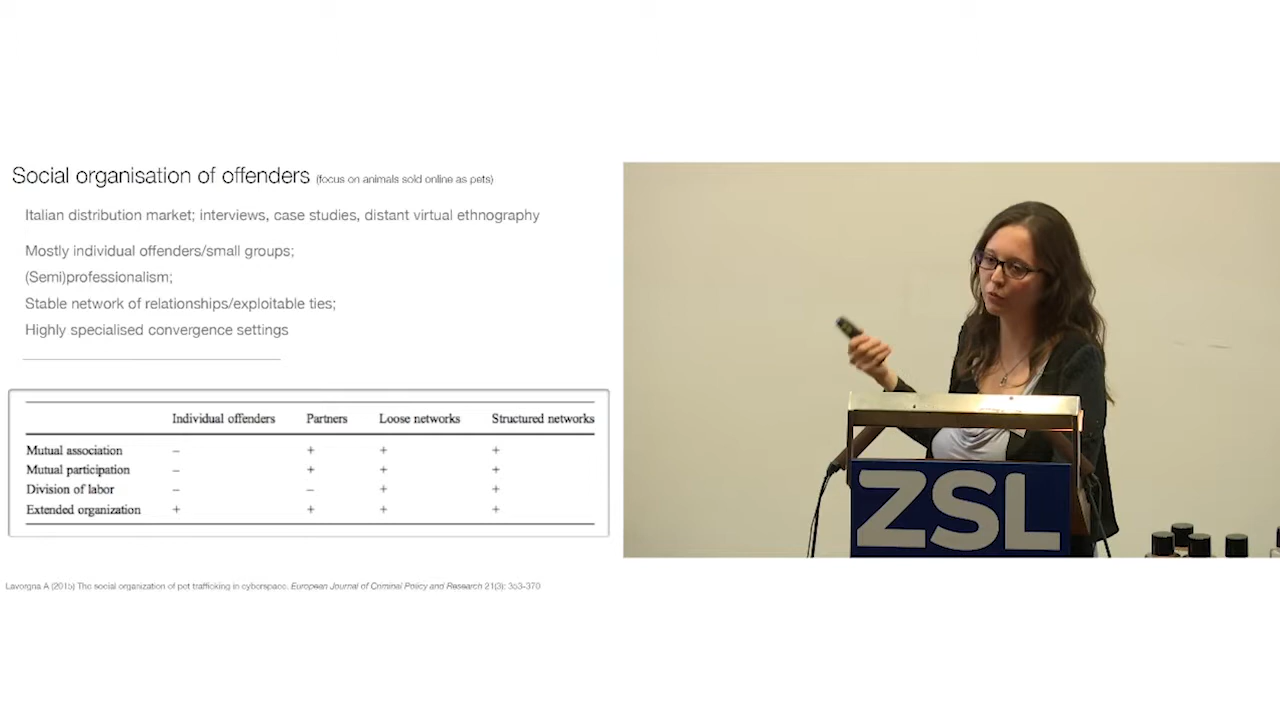 Social organisation of offenders (focus on animals sold online as pets)
Italian distribution market; interviews, case studies, distant virtual ethnography
Mostly individual offenders/small groups;
(Semi)professionalism;
Stable network of relationships/exploitable ties;
Highly specialised convergence settings
Individual offenders Partners Loose networks Structured networks
Mutual association – + + +
Mutual participation – + + +
Division of labor – – + +
Extended organization + + + +
Lavorgna A (2015) The social organization of pet trafficking in cyberspace. European Journal of Criminal Policy and Research 21(3): 353-370
ZSL